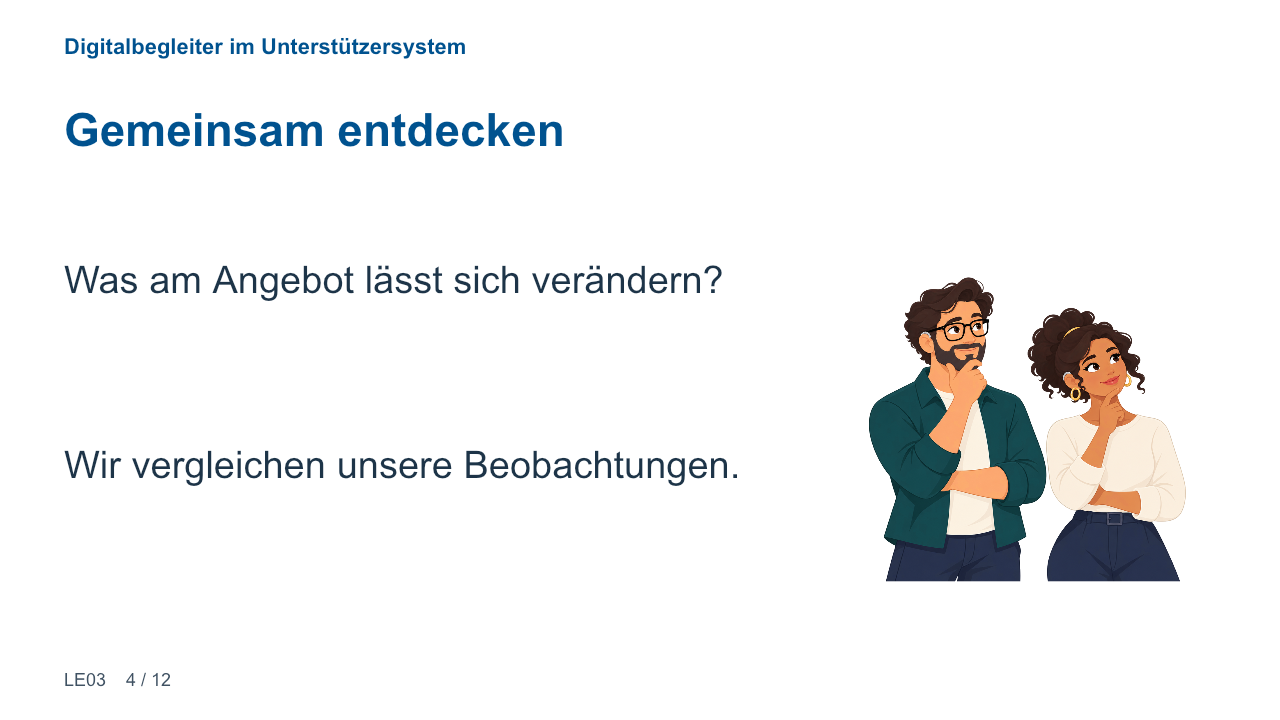 Digitalbegleiter im Unterstützersystem
Gemeinsam entdecken
Was am Angebot lässt sich verändern?
Wir vergleichen unsere Beobachtungen.
LE03 4 / 12